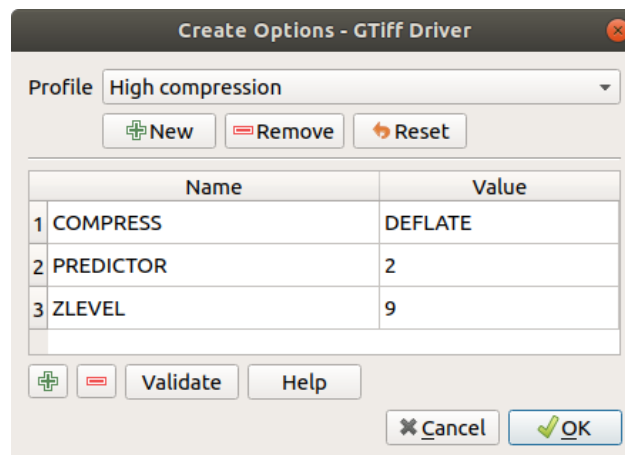 Create Options - GTiff Driver
Profile High compression
New Remove Reset
Name Value
1 COMPRESS DEFLATE
2 PREDICTOR 2
3 ZLEVEL 9
Validate Help
Cancel OK